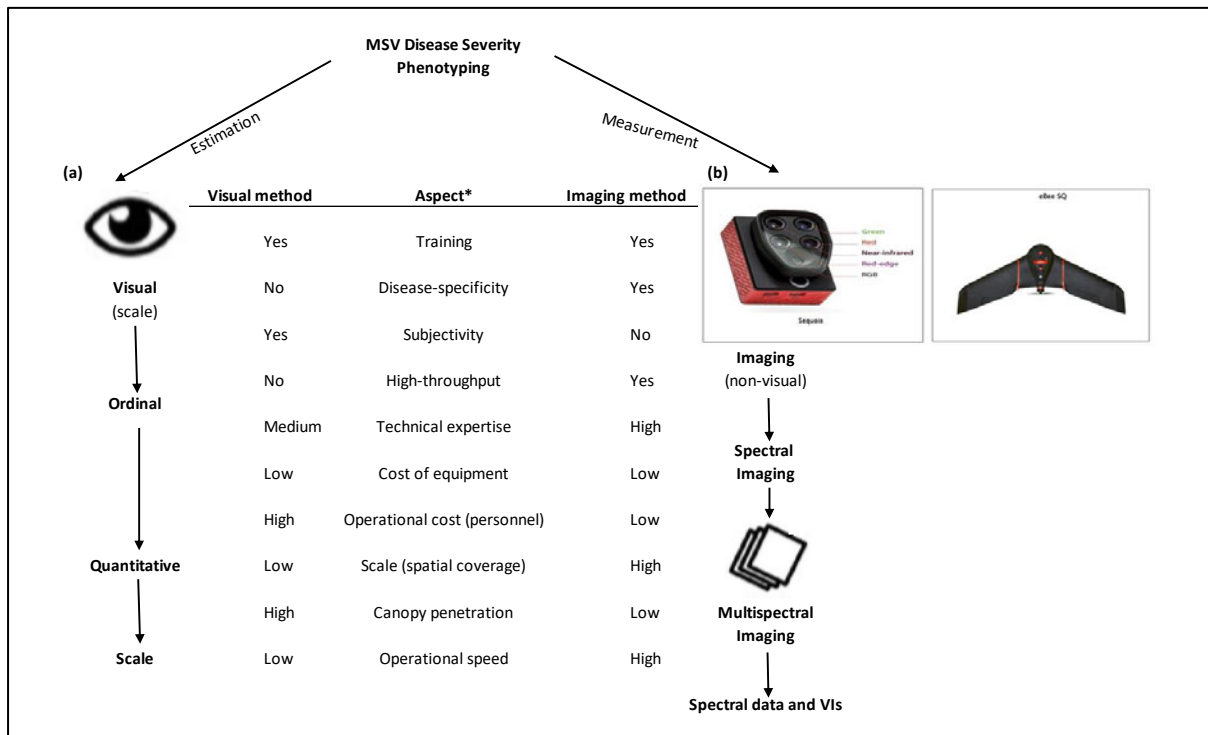 MSV Disease Severity
Phenotyping
Estimation
Measurement
(a)
(b)
Visual method Aspect* Imaging method
Yes Training Yes
No Disease-specificity Yes
Yes Subjectivity No
No High-throughput Yes
Medium Technical expertise High
Low Cost of equipment Low
High Operational cost (personnel) Low
Low Scale (spatial coverage) High
High Canopy penetration Low
Low Operational speed High
Visual
(scale)
Ordinal
Quantitative
Scale
Green
Red
Near-infrared
Red-edge
RGB
Sequoia
eBee SQ
Imaging
(non-visual)
Spectral
Imaging
Multispectral
Imaging
Spectral data and VIs